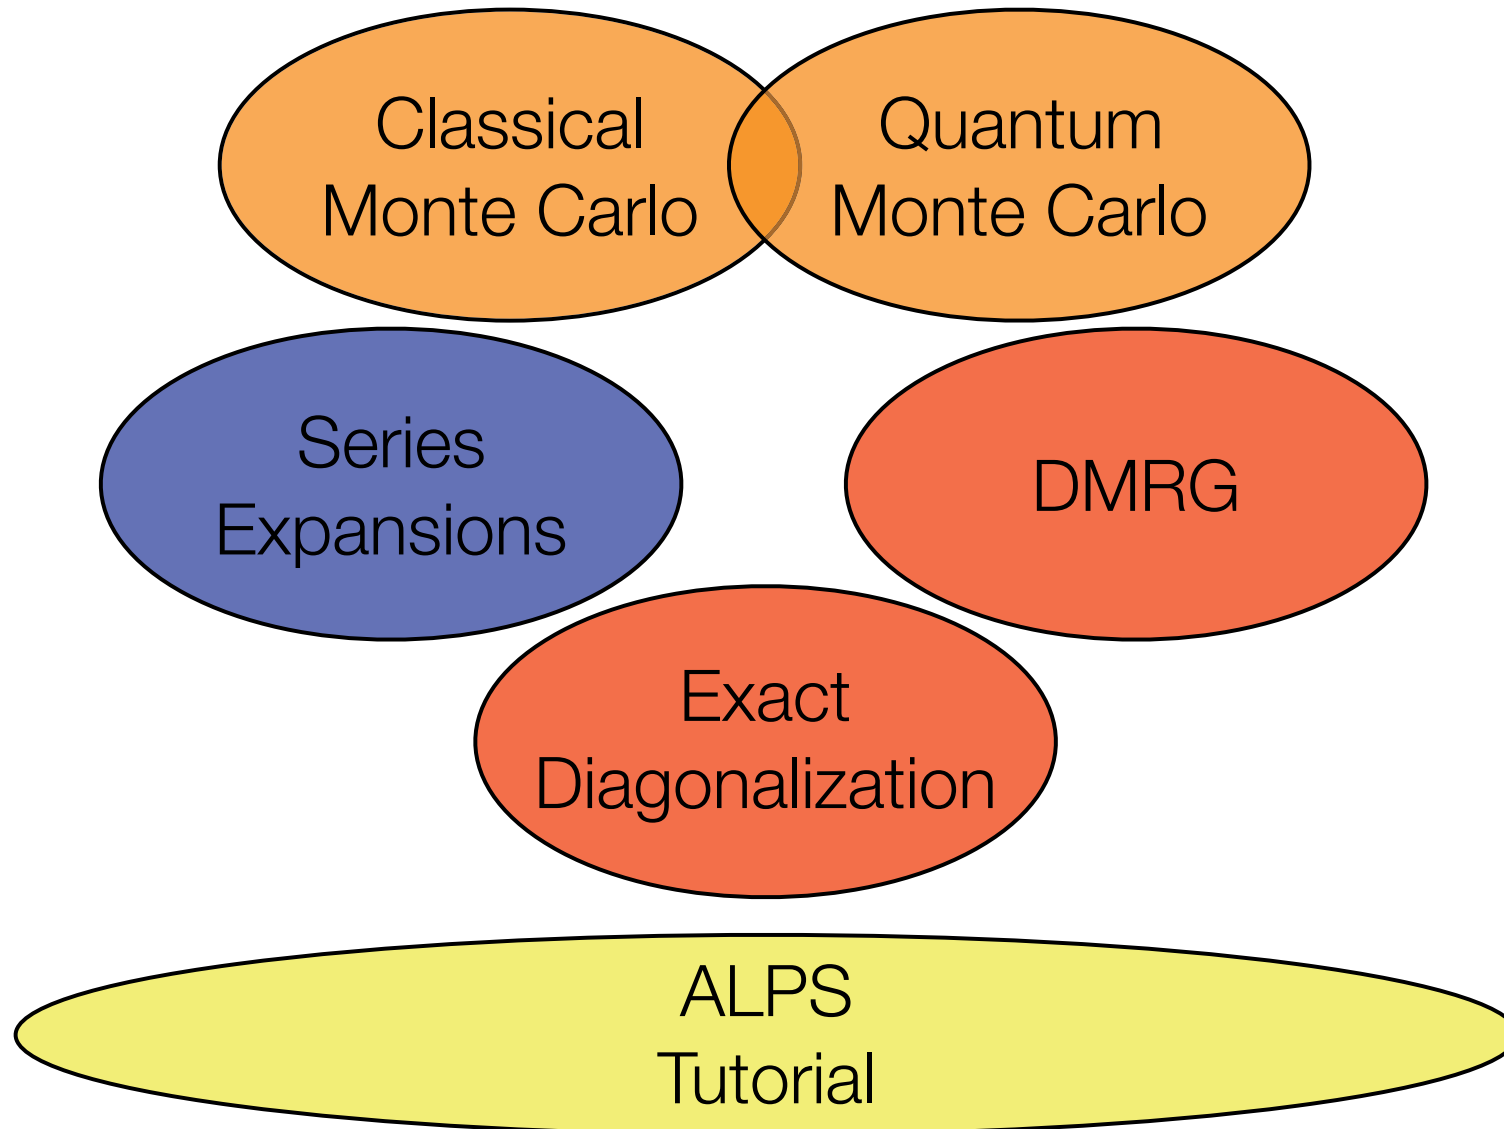 Classical
Monte Carlo
Quantum
Monte Carlo
Series
Expansions
DMRG
Exact
Diagonalization
ALPS
Tutorial